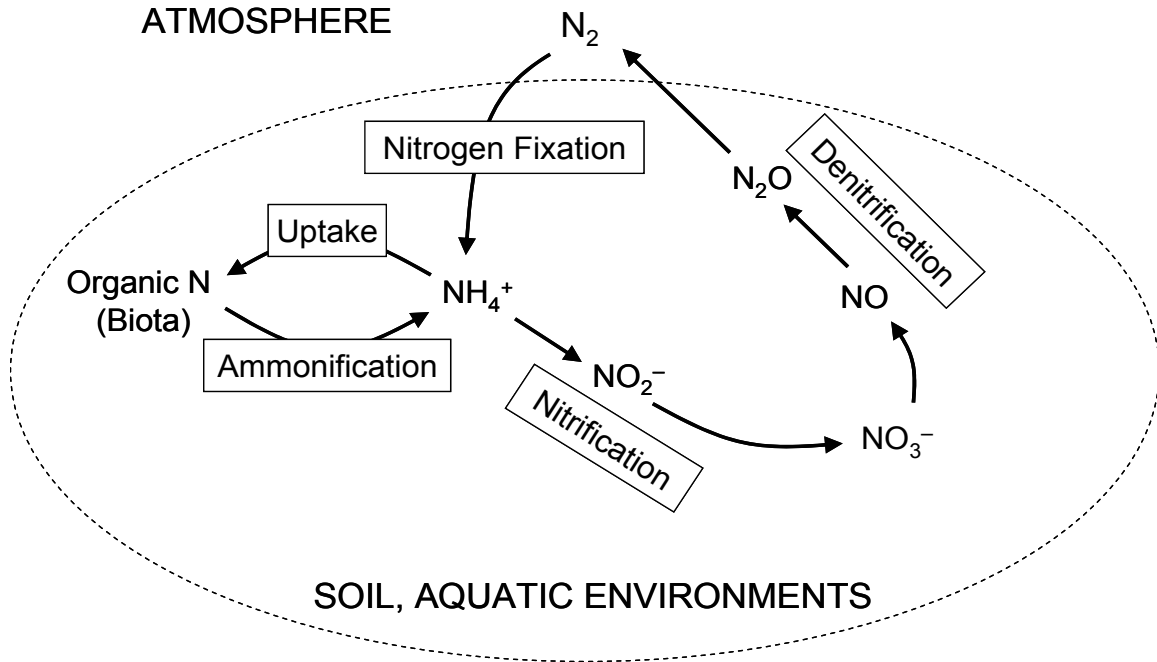 ATMOSPHERE
N₂
Nitrogen Fixation
N₂O
Denitrification
Uptake
Organic N
(Biota)
NH₄⁺
NO
Ammonification
NO₂⁻
Nitrification
NO₃⁻
SOIL, AQUATIC ENVIRONMENTS